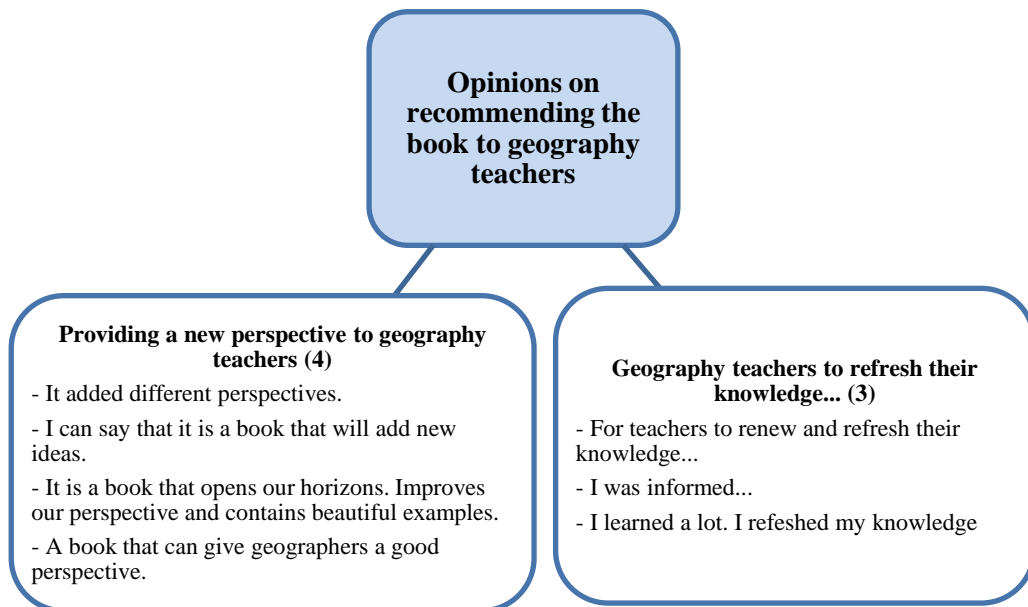 Opinions on
recommending the
book to geography
teachers
Providing a new perspective to geography
teachers (4)
- It added different perspectives.
- I can say that it is a book that will add new
ideas.
- It is a book that opens our horizons. Improves
our perspective and contains beautiful examples.
- A book that can give geographers a good
perspective.
Geography teachers to refresh their
knowledge... (3)
- For teachers to renew and refresh their
knowledge...
- I was informed...
- I learned a lot. I refeshed my knowledge